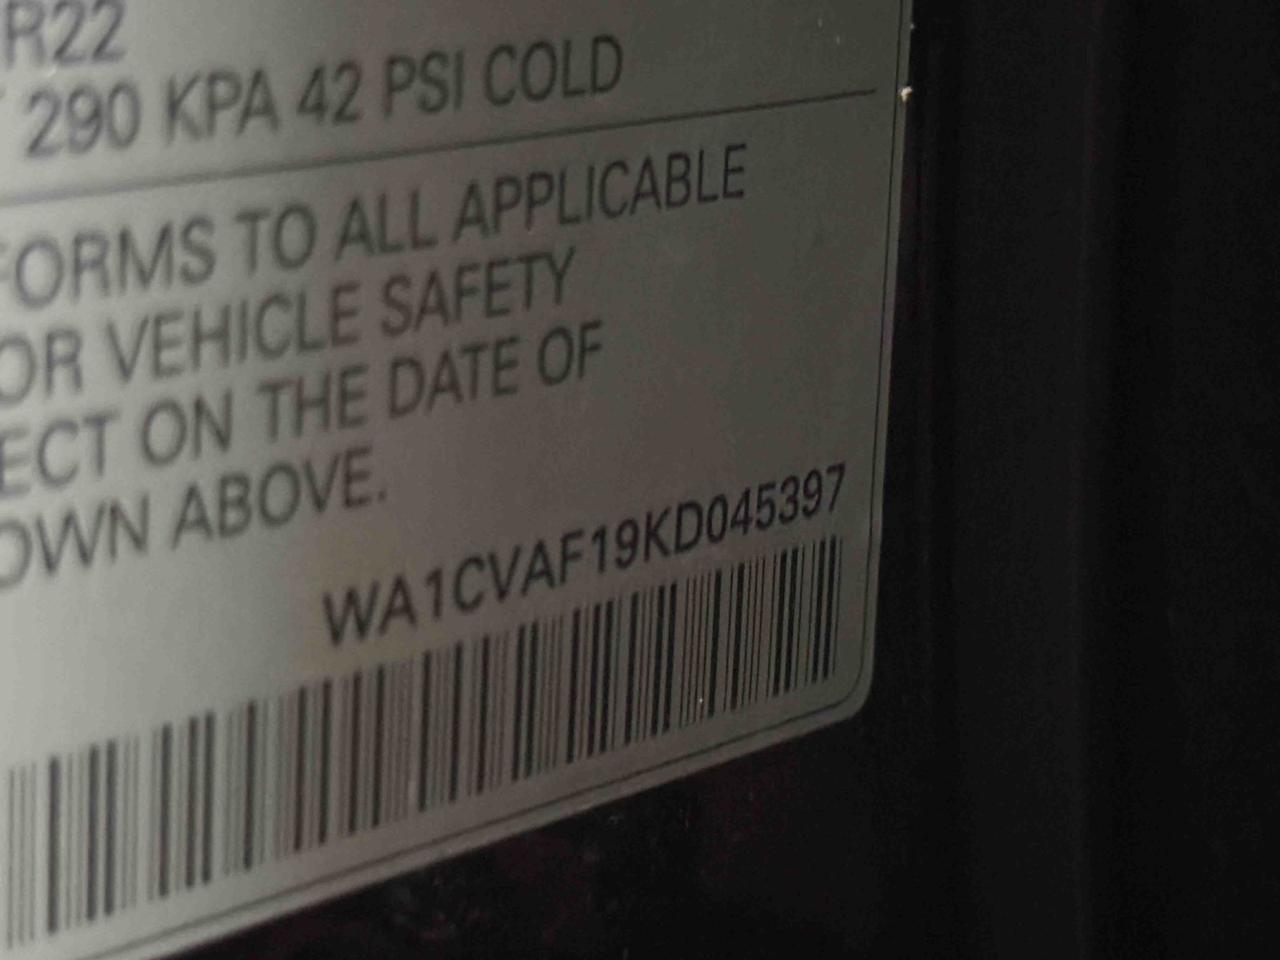 R22
290 KPA 42 PSI COLD
FORMS TO ALL APPLICABLE
OR VEHICLE SAFETY
ECT ON THE DATE OF
OWN ABOVE.
WA1CVAF19KD045397